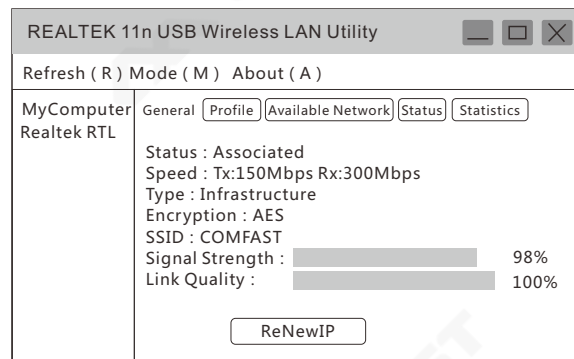 REALTEK 11n USB Wireless LAN Utility
Refresh ( R ) Mode ( M ) About ( A )
MyComputer
Realtek RTL
General Profile Available Network Status Statistics
Status : Associated
Speed : Tx:150Mbps Rx:300Mbps
Type : Infrastructure
Encryption : AES
SSID : COMFAST
Signal Strength : 98%
Link Quality : 100%
ReNewIP